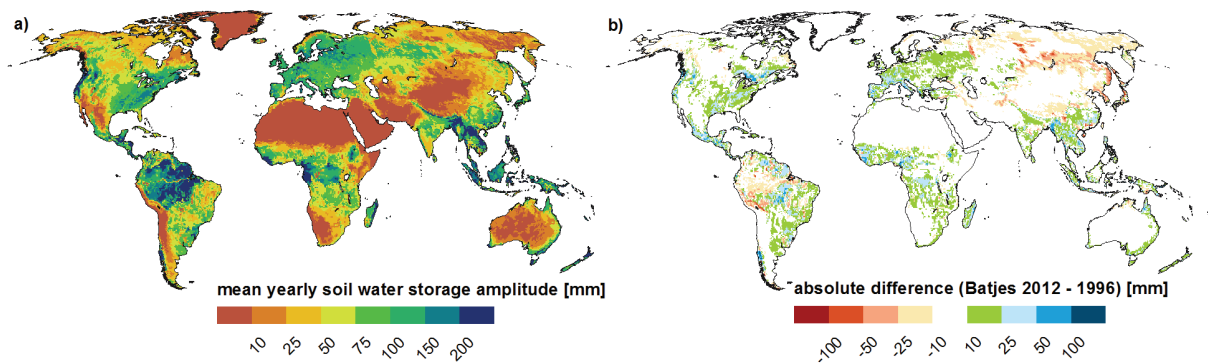 a)
mean yearly soil water storage amplitude [mm]
10 25 50 75 100 150 200
b)
absolute difference (Batjes 2012 - 1996) [mm]
-100 -50 -25 -10 10 25 50 100